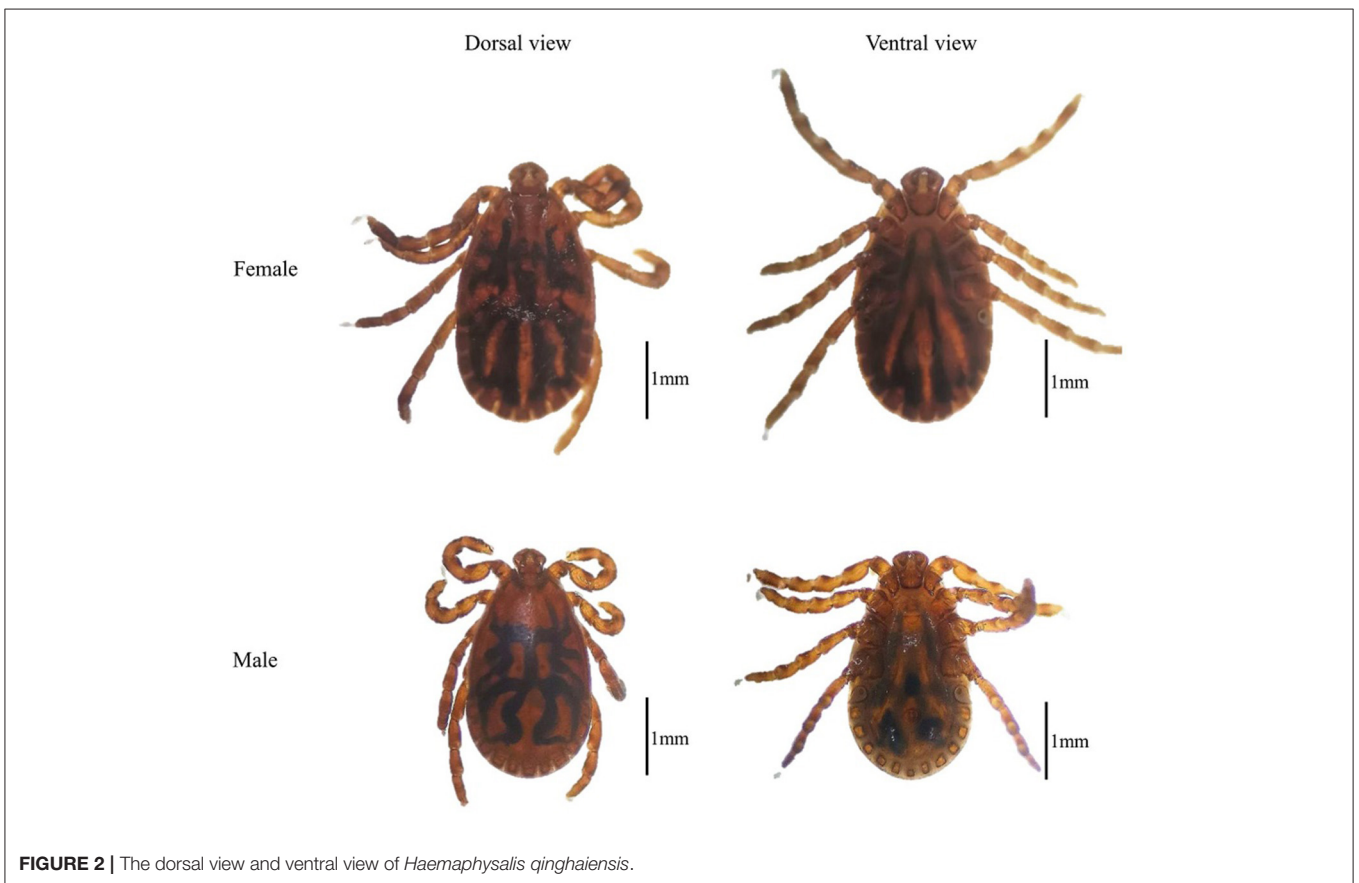 Dorsal view
Ventral view
Female
1mm
1mm
Male
1mm
1mm
FIGURE 2 | The dorsal view and ventral view of Haemaphysalis qinghaiensis.